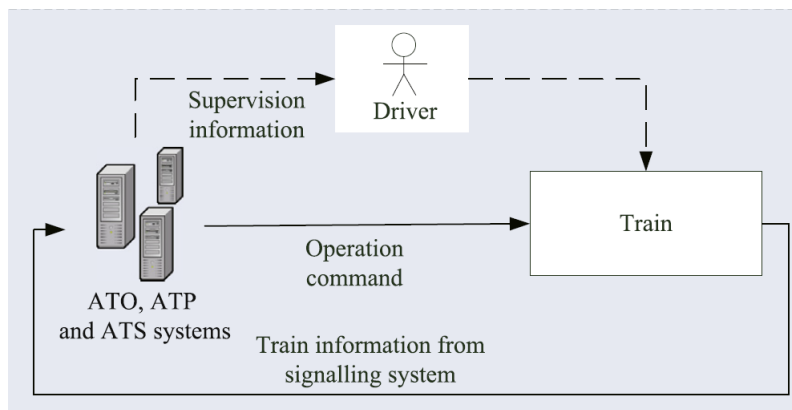 Supervision
information
Driver
Train
Operation
command
ATO, ATP
and ATS systems
Train information from
signalling system